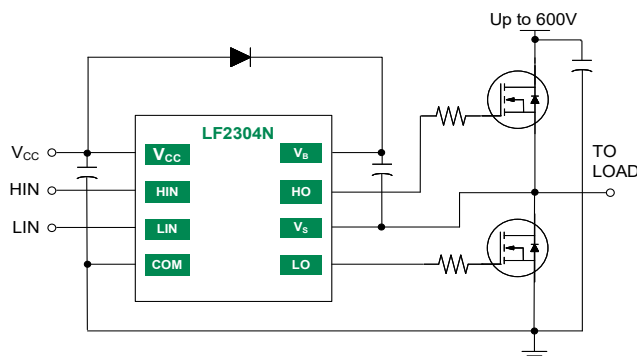 Up to 600V
LF2304N
VCC
VCC
VB
HIN
HIN
HO
LIN
LIN
VS
COM
LO
TO
LOAD